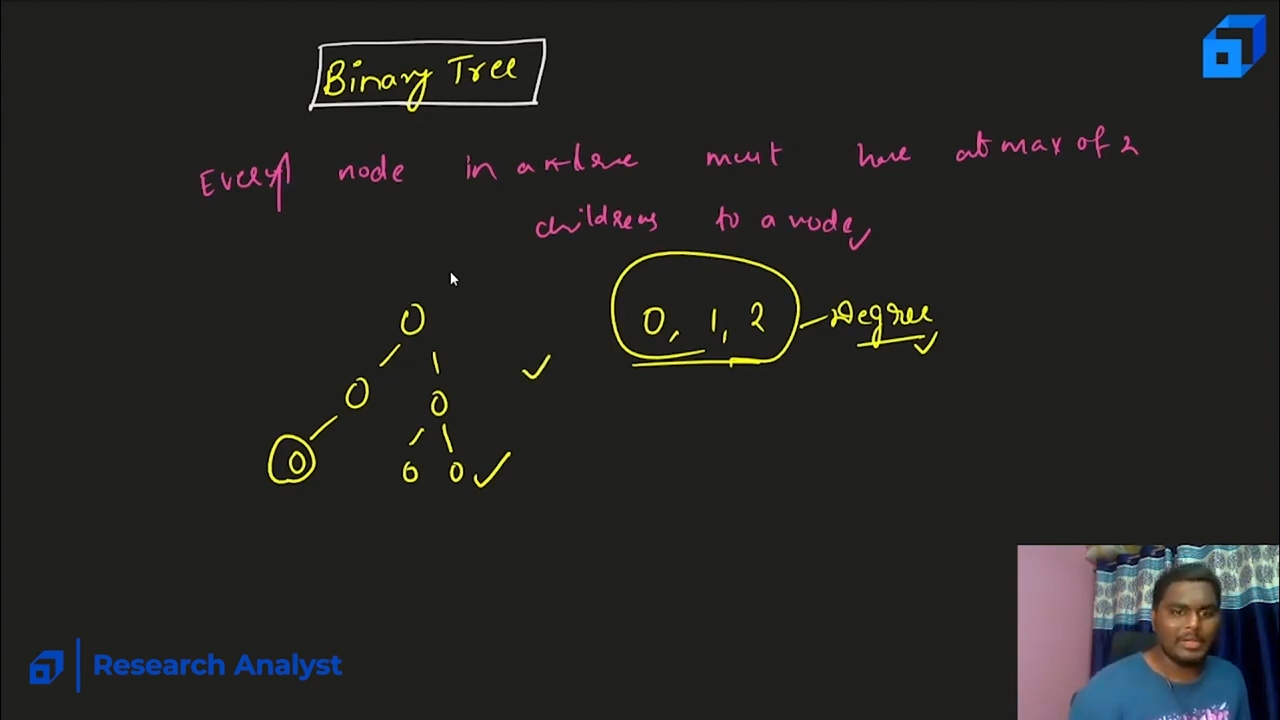 Binary Tree
Every node in a tree must have at max of 2
childrens to a node
0, 1, 2 Degree
Research Analyst